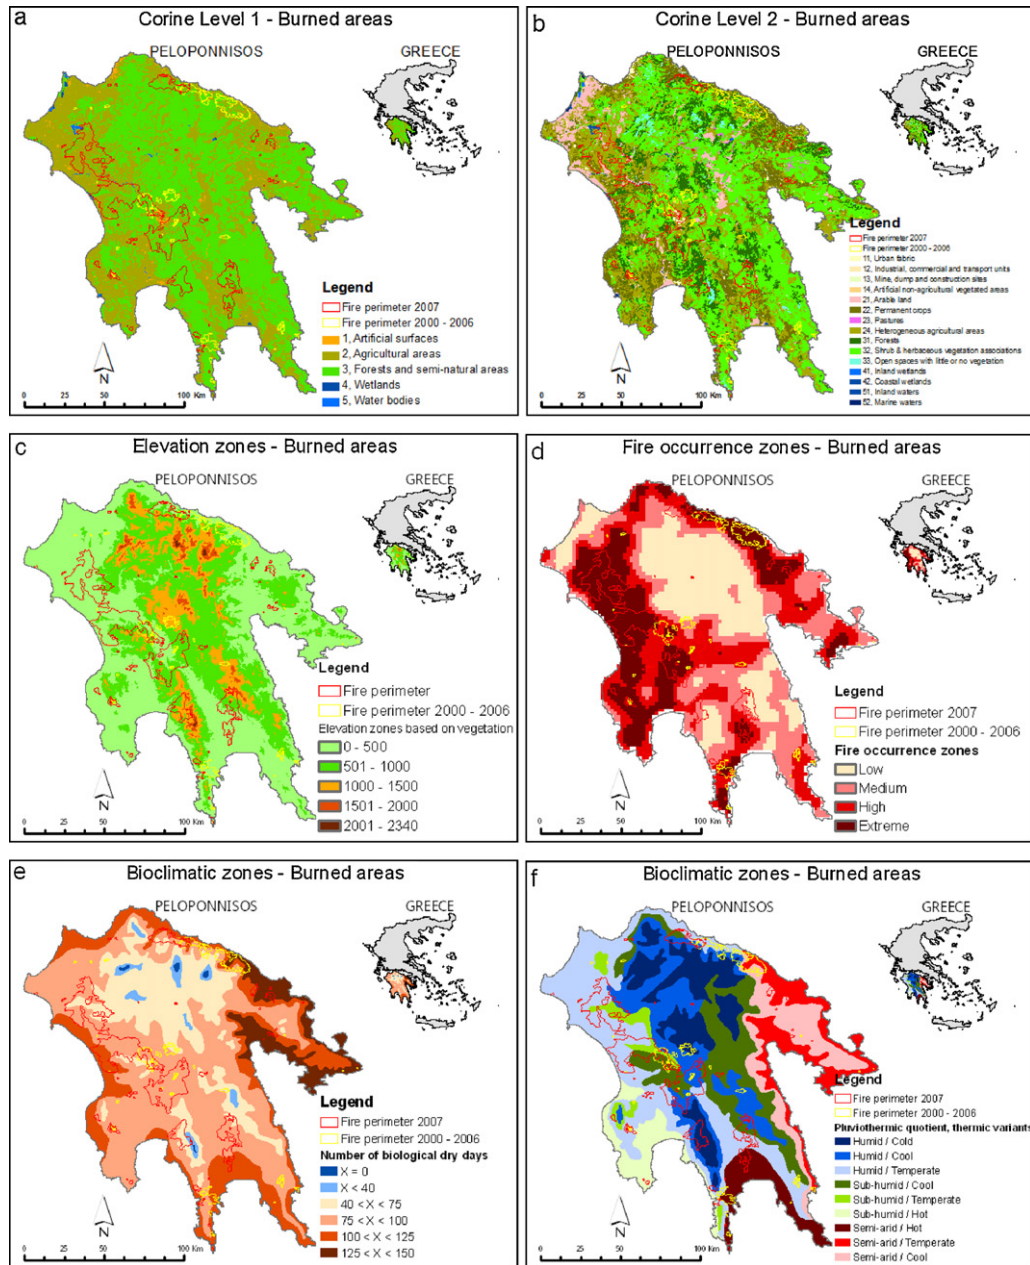 a
Corine Level 1 - Burned areas
PELOPONNISOS
GREECE
Legend
Fire perimeter 2007
Fire perimeter 2000 - 2006
1, Artificial surfaces
2, Agricultural areas
3, Forests and semi-natural areas
4, Wetlands
5, Water bodies
N
0 25 50 100 Km
b
Corine Level 2 - Burned areas
PELOPONNISOS
GREECE
Legend
Fire perimeter 2007
Fire perimeter 2000 - 2006
11, Urban fabric
12, Industrial, commercial and transport units
13, Mine, dump and construction sites
14, Artificial non-agricultural vegetated areas
21, Arable land
22, Permanent crops
23, Pastures
24, Heterogeneous agricultural areas
31, Forests
32, Shrub & herbaceous vegetation associations
33, Open spaces with little or no vegetation
41, Inland wetlands
42, Coastal wetlands
51, Inland waters
52, Marine waters
N
0 25 50 100 Km
c
Elevation zones - Burned areas
PELOPONNISOS
GREECE
Legend
Fire perimeter
Fire perimeter 2000 - 2006
Elevation zones based on vegetation
0 - 500
501 - 1000
1000 - 1500
1501 - 2000
2001 - 2340
N
0 25 50 100 Km
d
Fire occurrence zones - Burned areas
PELOPONNISOS
GREECE
Legend
Fire perimeter 2007
Fire perimeter 2000 - 2006
Fire occurrence zones
Low
Medium
High
Extreme
N
0 25 50 100 Km
e
Bioclimatic zones - Burned areas
PELOPONNISOS
GREECE
Legend
Fire perimeter 2007
Fire perimeter 2000 - 2006
Number of biological dry days
X = 0
X < 40
40 < X < 75
75 < X < 100
100 < X < 125
125 < X < 150
N
0 25 50 100 Km
f
Bioclimatic zones - Burned areas
PELOPONNISOS
GREECE
Legend
Fire perimeter 2007
Fire perimeter 2000 - 2006
Pluviothermic quotient, thermic variants
Humid / Cold
Humid / Cool
Humid / Temperate
Sub-humid / Cool
Sub-humid / Temperate
Sub-humid / Hot
Semi-arid / Hot
Semi-arid / Temperate
Semi-arid / Cool
N
0 25 50 100 Km